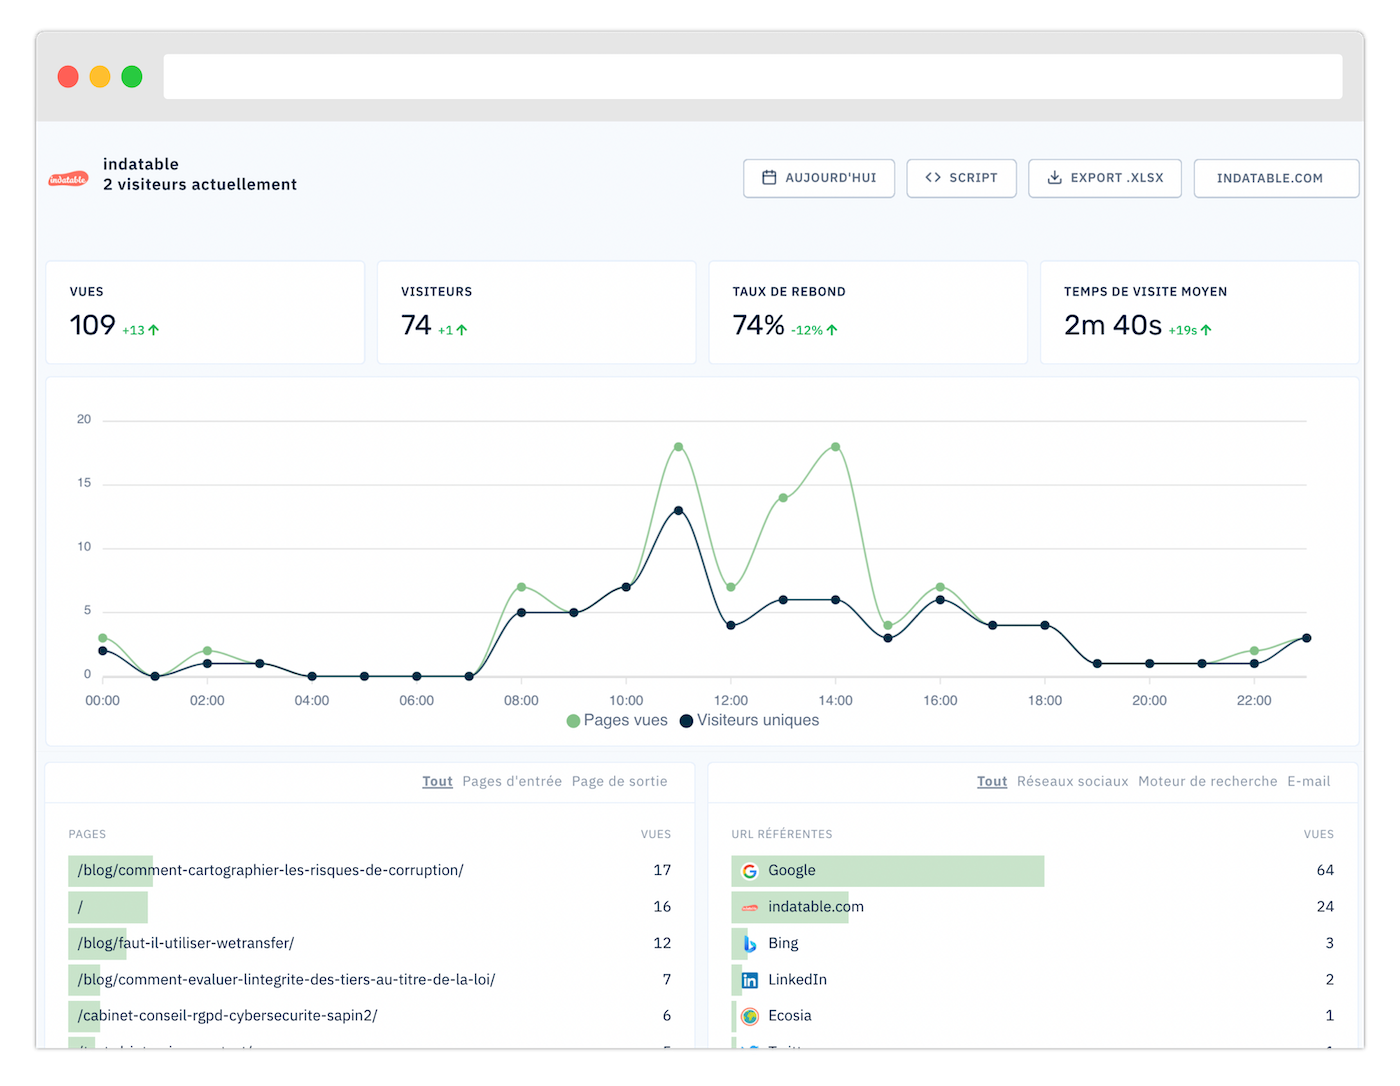 indatable
indatable
2 visiteurs actuellement
AUJOURD'HUI
SCRIPT
EXPORT .XLSX
INDATABLE.COM
VUES
109 +13
VISITEURS
74 +1
TAUX DE REBOND
74% -12%
TEMPS DE VISITE MOYEN
2m 40s +19s
20
15
10
5
0
00:00 02:00 04:00 06:00 08:00 10:00 12:00 14:00 16:00 18:00 20:00 22:00
Pages vues Visiteurs uniques
Tout Pages d'entrée Page de sortie
PAGES VUES
/blog/comment-cartographier-les-risques-de-corruption/ 17
/ 16
/blog/faut-il-utiliser-wetransfer/ 12
/blog/comment-evaluer-lintegrite-des-tiers-au-titre-de-la-loi/ 7
/cabinet-conseil-rgpd-cybersecurite-sapin2/ 6
Tout Réseaux sociaux Moteur de recherche E-mail
URL RÉFÉRENTES VUES
Google 64
indatable.com 24
Bing 3
LinkedIn 2
Ecosia 1